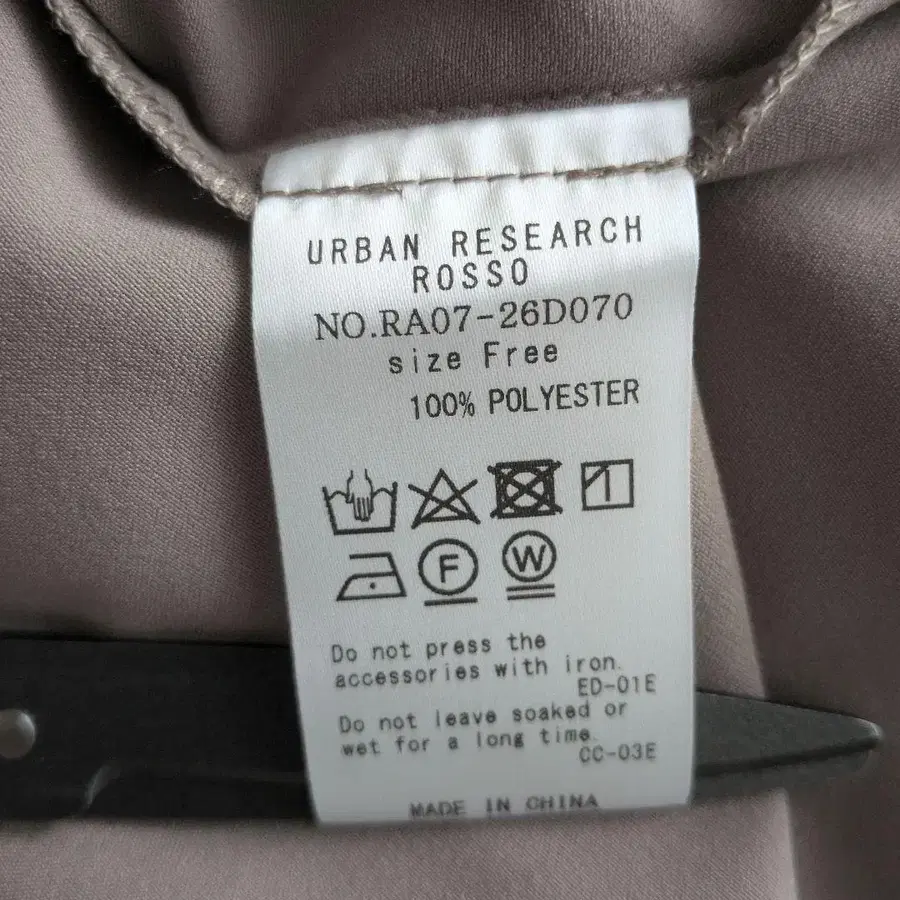 URBAN RESEARCH
ROSSO
NO.RA07-26D070
size Free
100% POLYESTER
F W
Do not press the
accessories with iron.
ED-01E
Do not leave soaked or
wet for a long time.
CC-03E
MADE IN CHINA